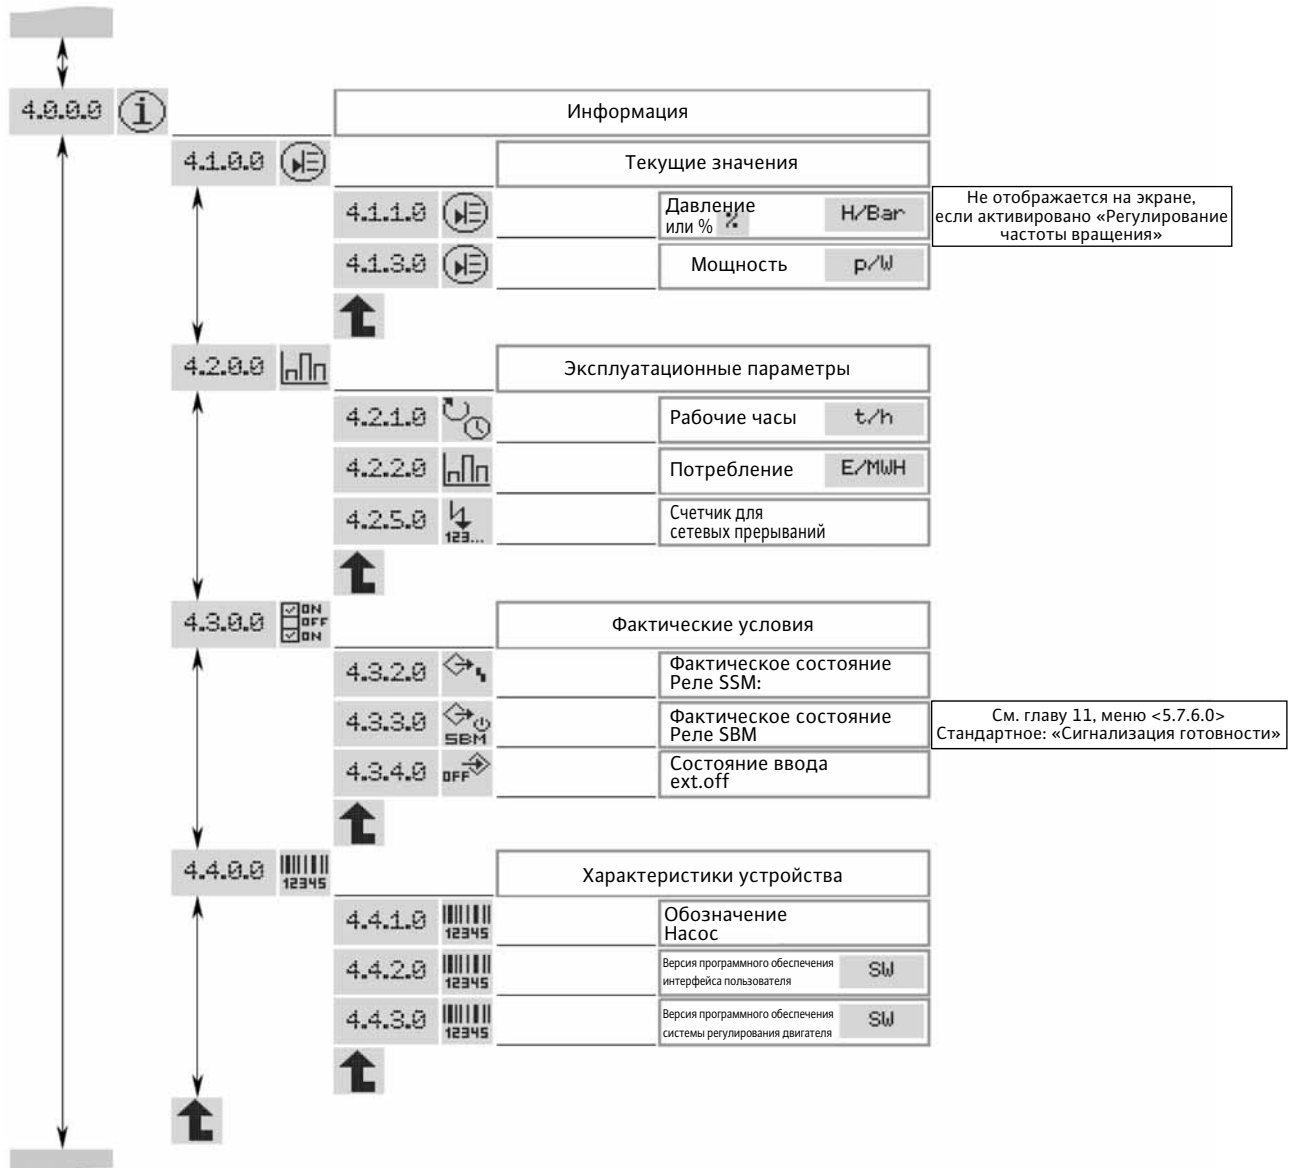 4.0.0.0
Информация
4.1.0.0
Текущие значения
4.1.1.0
Давление
или % %
H/Bar
Не отображается на экране,
если активировано «Регулирование
частоты вращения»
4.1.3.0
Мощность
p/W
4.2.0.0
Эксплуатационные параметры
4.2.1.0
Рабочие часы
t/h
4.2.2.0
Потребление
E/MWH
4.2.5.0
123...
Счетчик для
сетевых прерываний
4.3.0.0
ON
OFF
ON
Фактические условия
4.3.2.0
Фактическое состояние
Реле SSM:
4.3.3.0
SBM
Фактическое состояние
Реле SBM
См. главу 11, меню <5.7.6.0>
Стандартное: «Сигнализация готовности»
4.3.4.0
OFF
Состояние ввода
ext.off
4.4.0.0
12345
Характеристики устройства
4.4.1.0
12345
Обозначение
Насос
4.4.2.0
12345
Версия программного обеспечения
интерфейса пользователя
SW
4.4.3.0
12345
Версия программного обеспечения
системы регулирования двигателя
SW